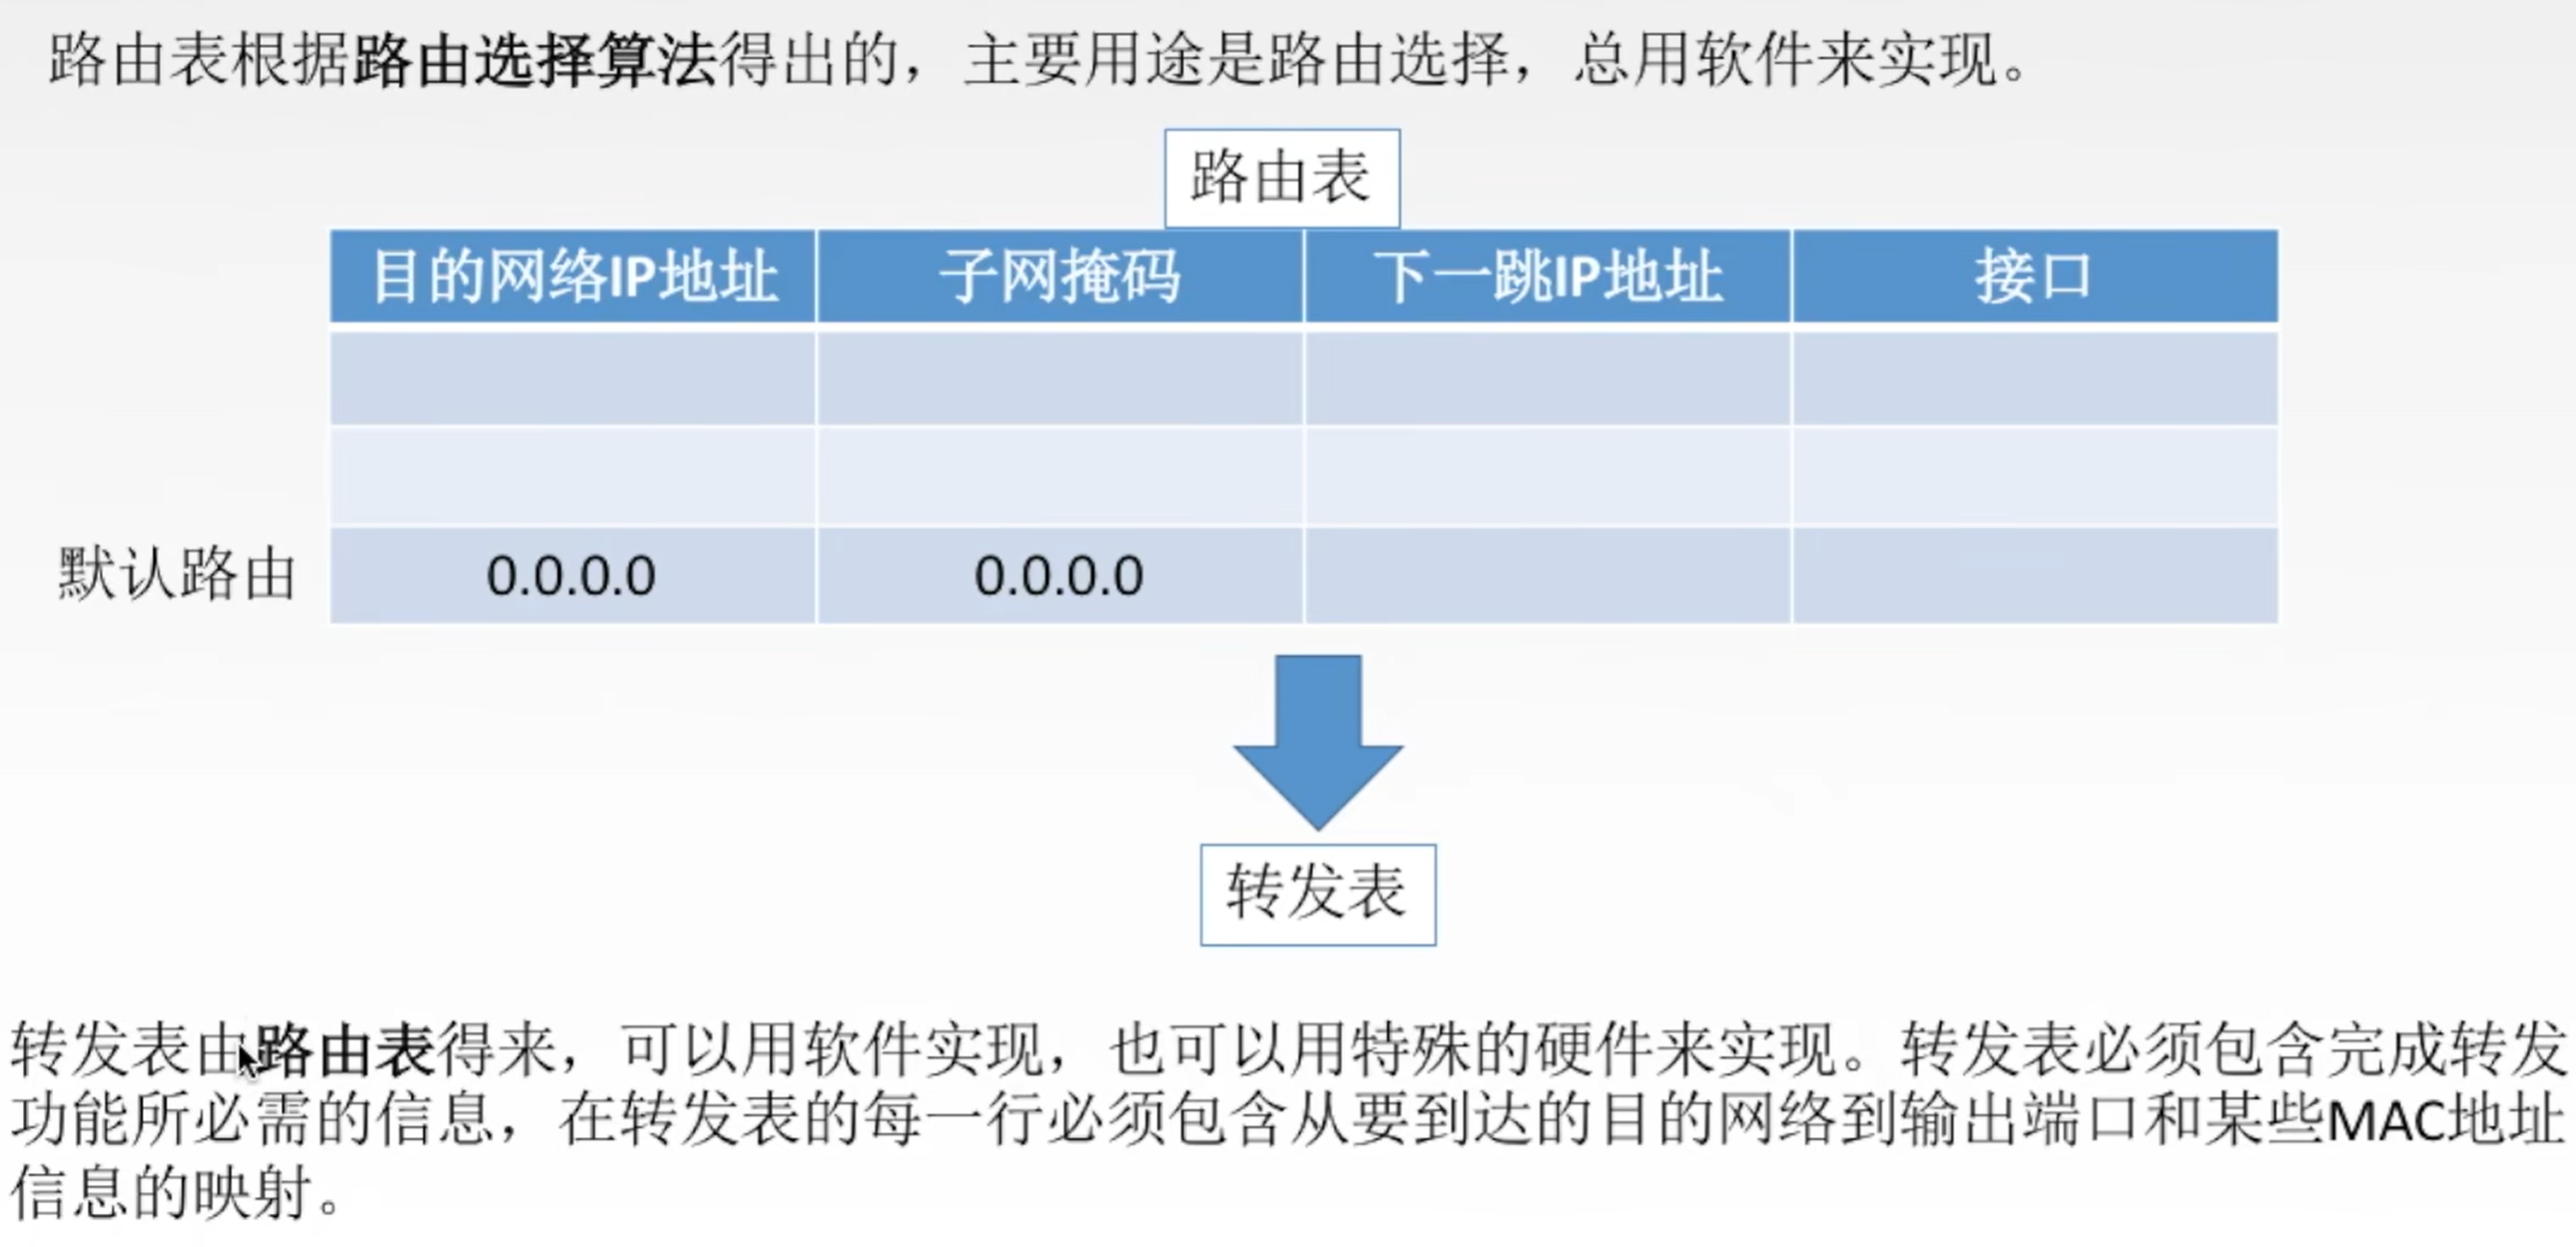 路由表根据路由选择算法得出的，主要用途是路由选择，总用软件来实现。
路由表
目的网络IP地址 子网掩码 下一跳IP地址 接口
默认路由 0.0.0.0 0.0.0.0
转发表
转发表由路由表得来，可以用软件实现，也可以用特殊的硬件来实现。转发表必须包含完成转发
功能所必需的信息，在转发表的每一行必须包含从要到达的目的网络到输出端口和某些MAC地址
信息的映射。